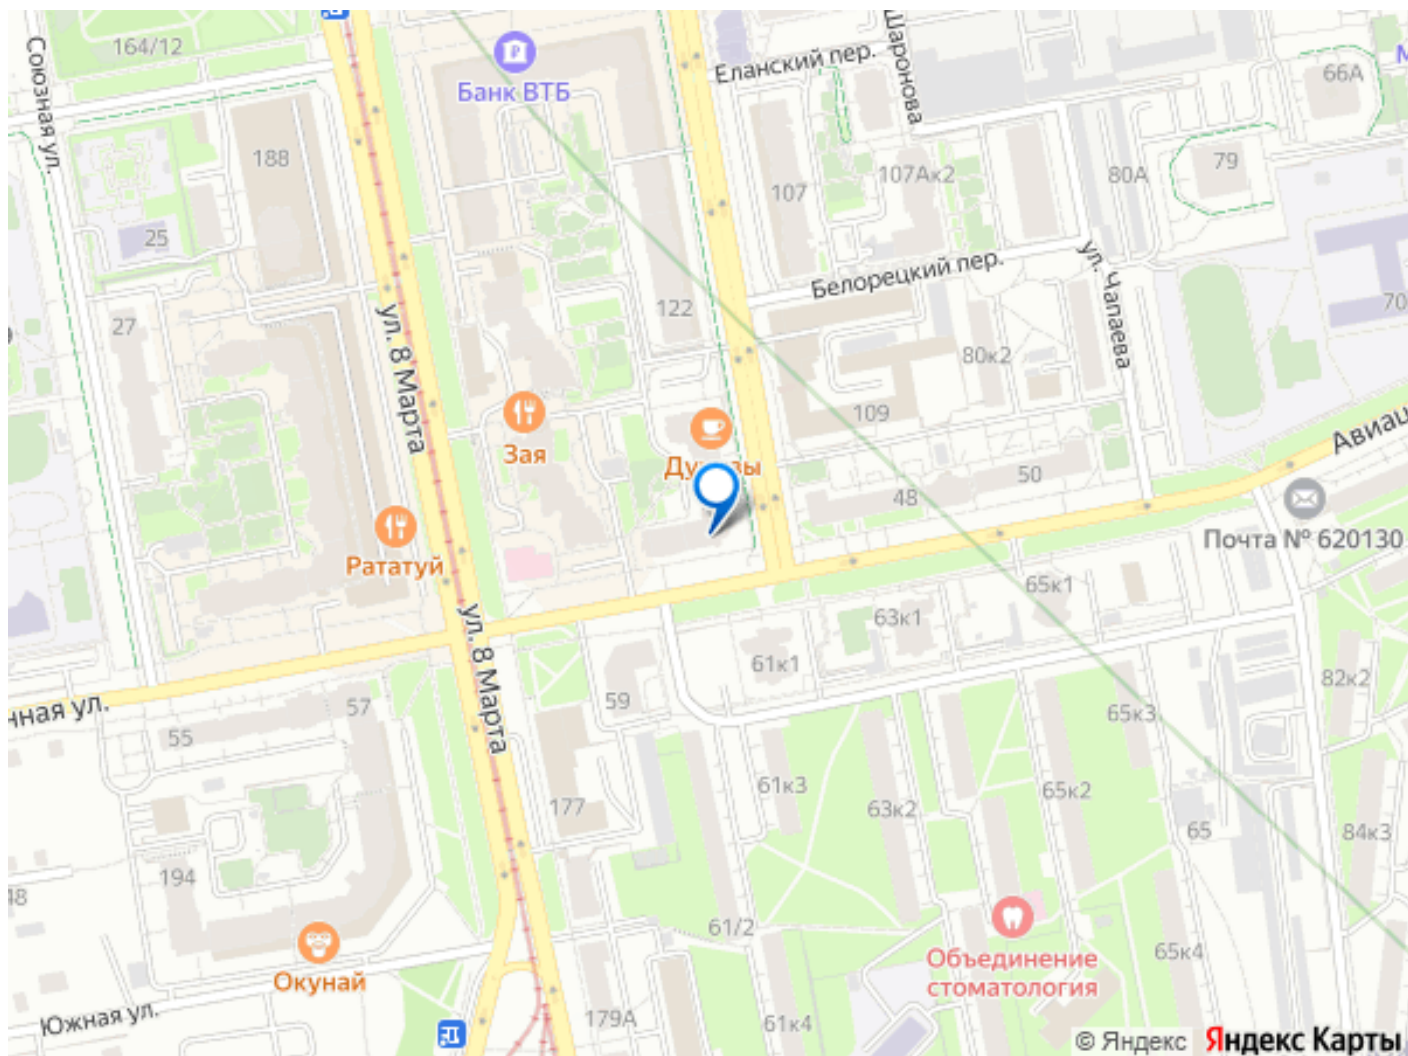 164/12
Союзная ул.
Банк ВТБ
Еланский пер.
Шаронова
66А
М
188
25
107
107Ак2
80А
79
27
ул. 8 Марта
122
Белорецкий пер.
ул. Чапаева
70
80к2
109
Зая
50
48
Авиац
Рататуй
Почта № 620130
ул. 8 Марта
65к1
63к1
61к1
59
82к2
нная ул.
57
55
65к3
61к3
63к2
65к2
65
84к3
177
194
48
61/2
Окунай
Объединение
стоматология
65к4
Южная ул.
179А
61к4
© Яндекс
Яндекс Карты